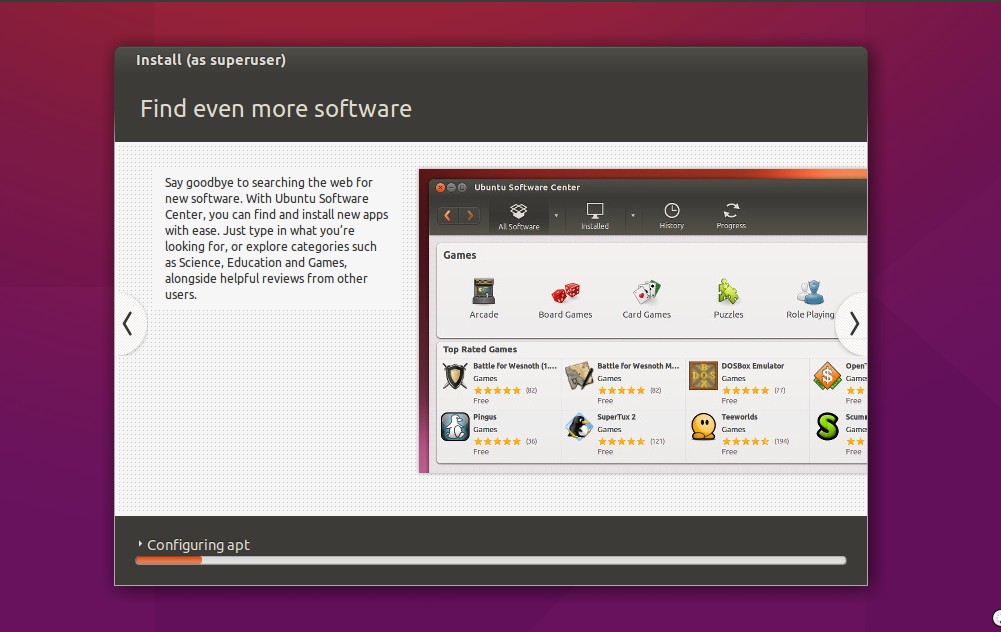 Install (as superuser)
Find even more software
Say goodbye to searching the web for
new software. With Ubuntu Software
Center, you can find and install new apps
with ease. Just type in what you're
looking for, or explore categories such
as Science, Education and Games,
alongside helpful reviews from other
users.
Ubuntu Software Center
All Software Installed History Progress
Games
Arcade Board Games Card Games Puzzles Role Playing
Top Rated Games
Battle for Wesnoth (1.... Battle for Wesnoth M... DOSBox Emulator OpenT
Games Games Games Game
(82) (82) (77)
Free Free Free Free
Pingus SuperTux 2 Teeworlds Scum
Games Games Games Game
(36) (121) (194)
Free Free Free Free
Configuring apt